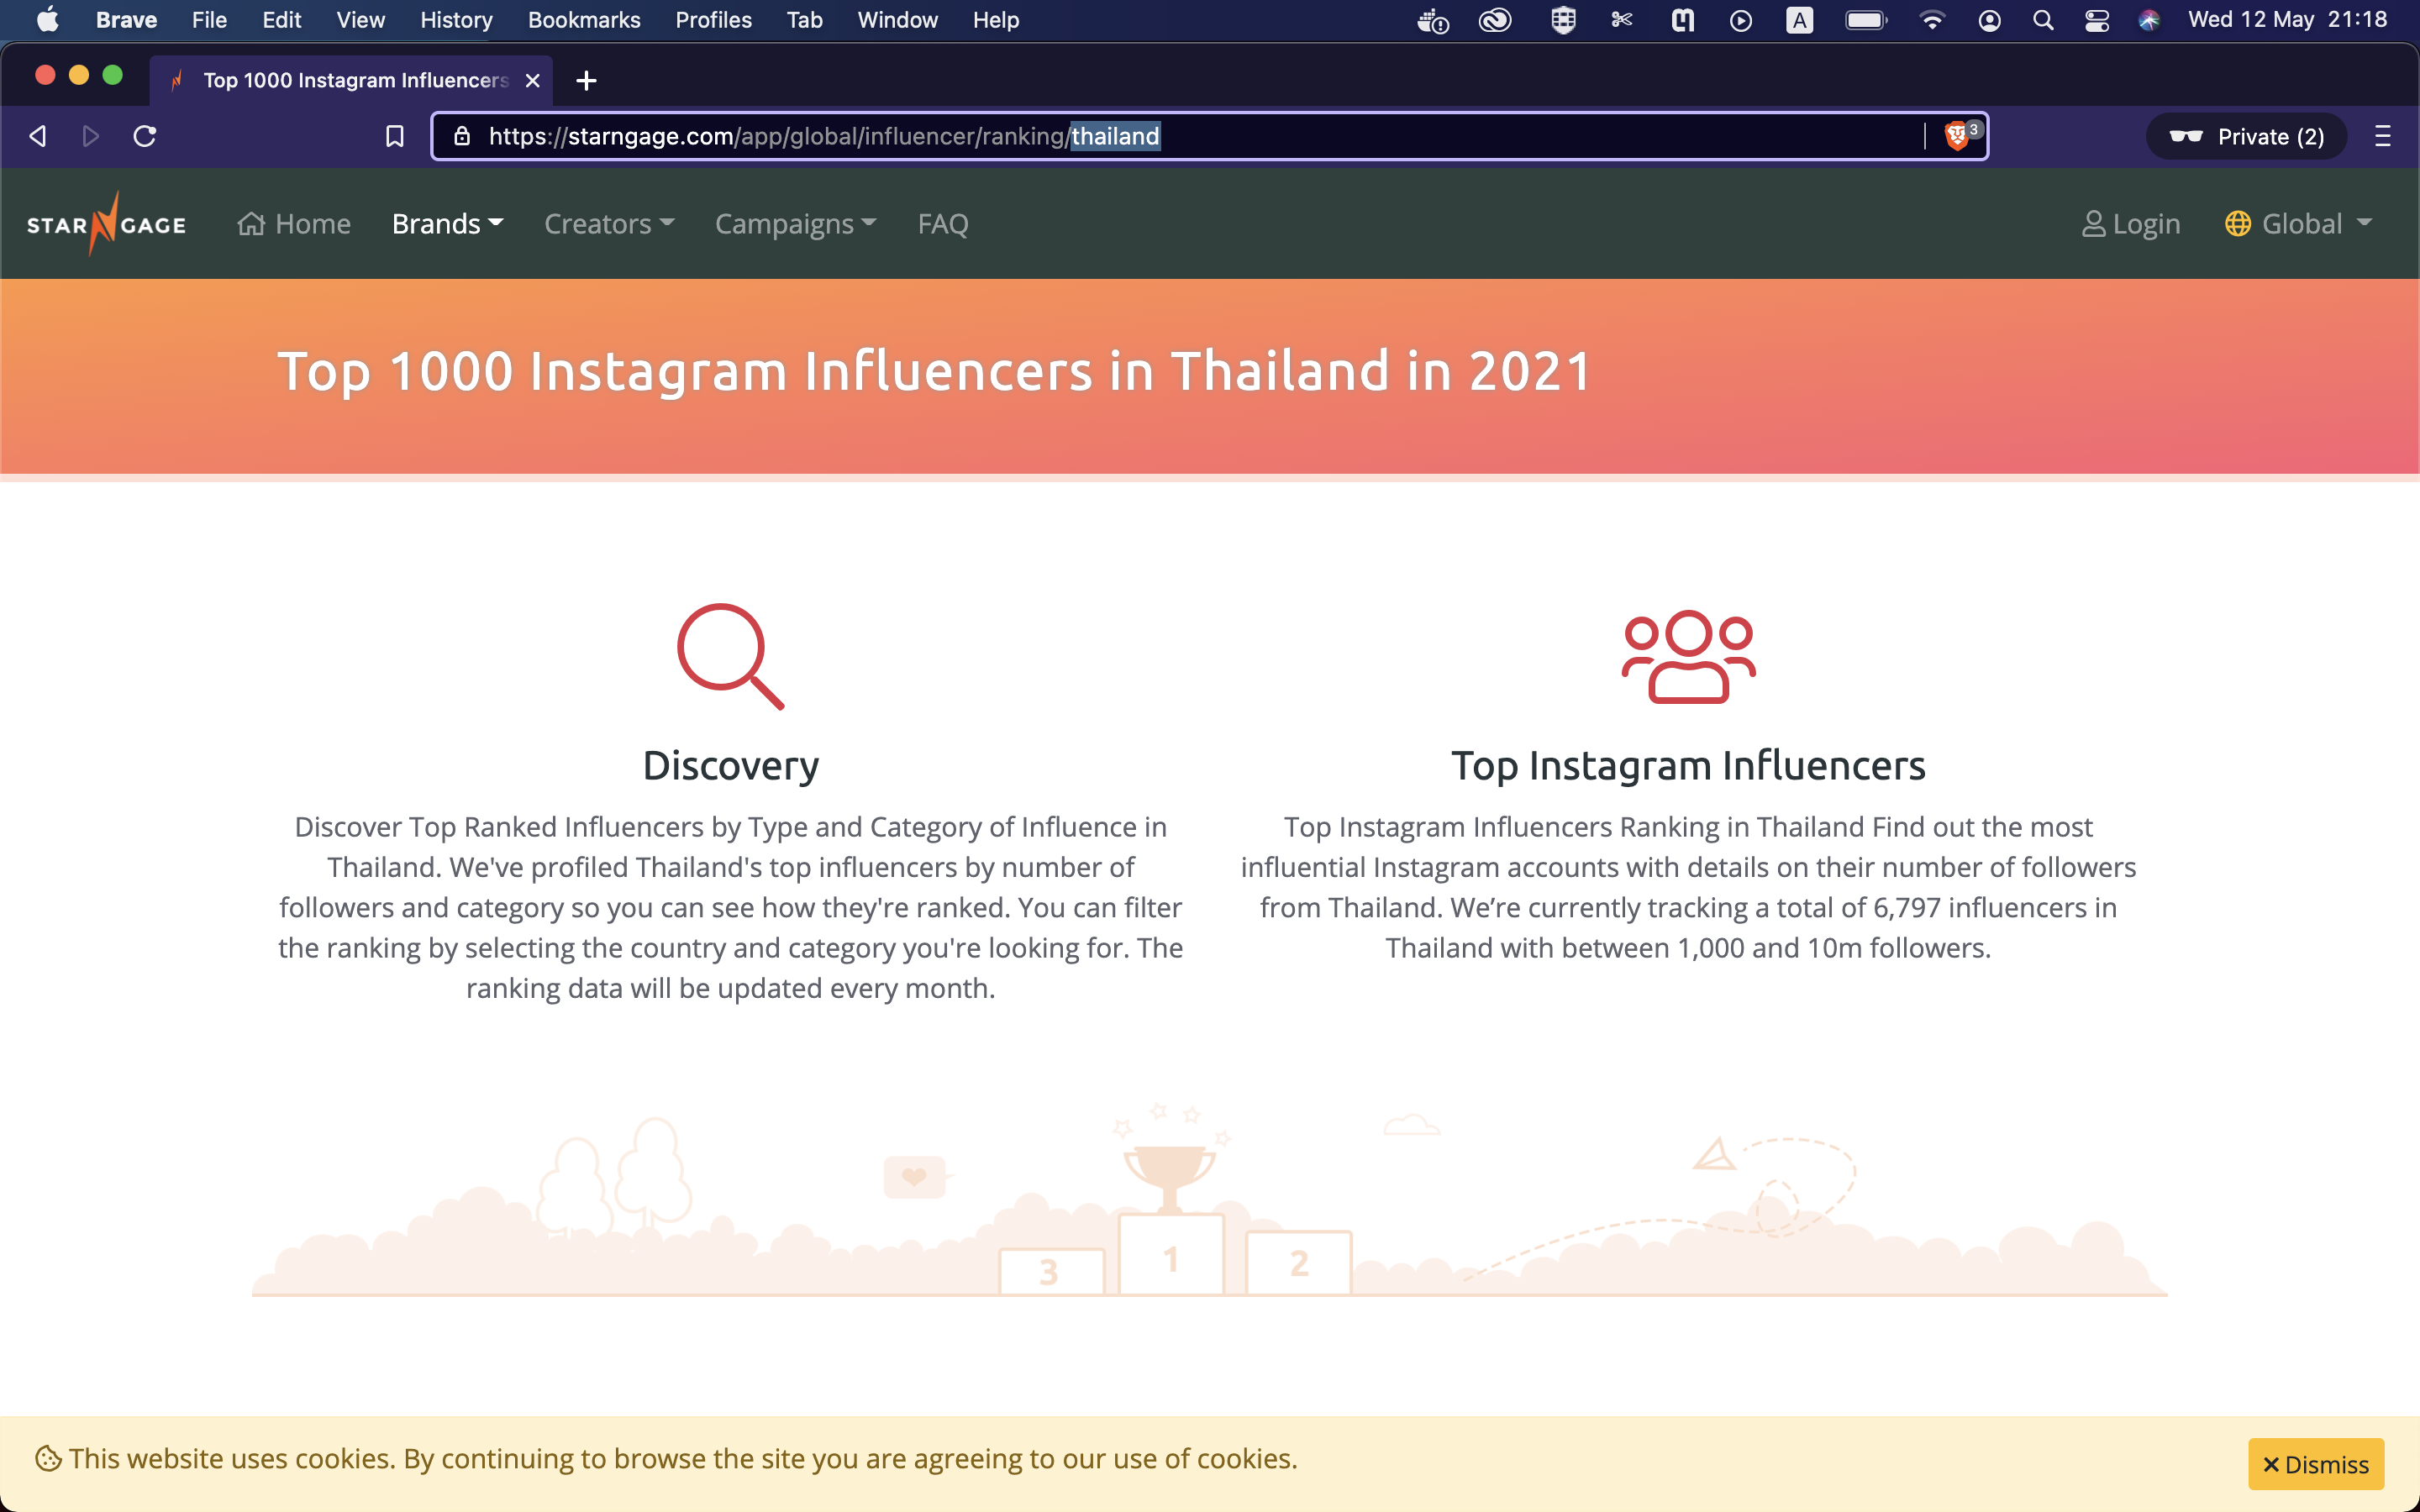 Brave File Edit View History Bookmarks Profiles Tab Window Help A Wed 12 May 21:18
Top 1000 Instagram Influencers
https://starngage.com/app/global/influencer/ranking/thailand 3 Private (2)
STARNGAGE Home Brands Creators Campaigns FAQ Login Global
Top 1000 Instagram Influencers in Thailand in 2021
Discovery
Discover Top Ranked Influencers by Type and Category of Influence in
Thailand. We've profiled Thailand's top influencers by number of
followers and category so you can see how they're ranked. You can filter
the ranking by selecting the country and category you're looking for. The
ranking data will be updated every month.
Top Instagram Influencers
Top Instagram Influencers Ranking in Thailand Find out the most
influential Instagram accounts with details on their number of followers
from Thailand. We’re currently tracking a total of 6,797 influencers in
Thailand with between 1,000 and 10m followers.
3 1 2
This website uses cookies. By continuing to browse the site you are agreeing to our use of cookies.
Dismiss